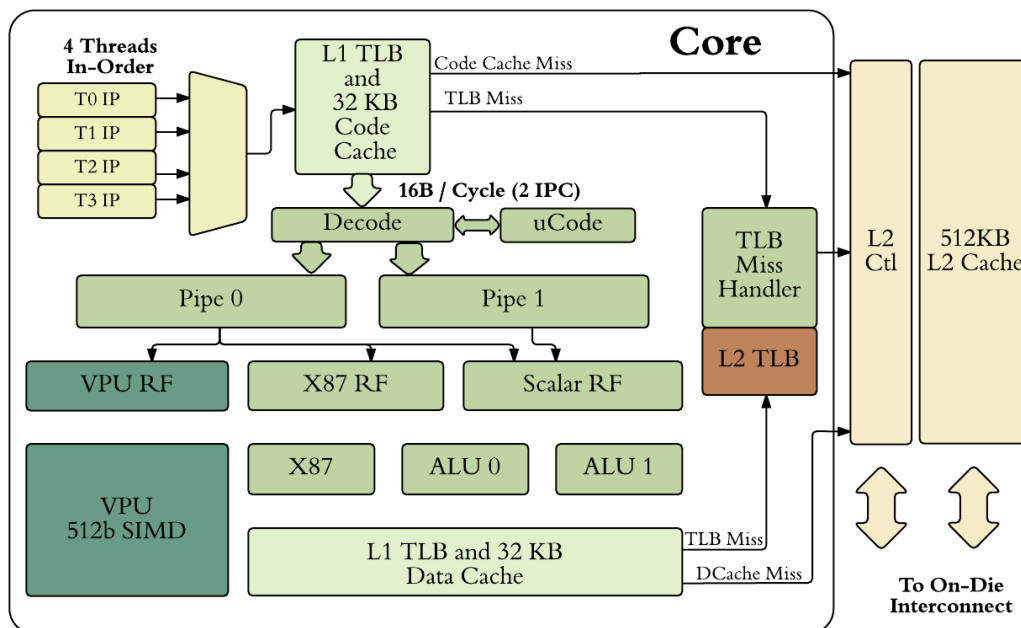 Core
4 Threads
In-Order
T0 IP
T1 IP
T2 IP
T3 IP
L1 TLB
and
32 KB
Code
Cache
Code Cache Miss
TLB Miss
16B / Cycle (2 IPC)
Decode
uCode
Pipe 0
Pipe 1
TLB
Miss
Handler
L2 TLB
L2
Ctl
512KB
L2 Cache
VPU RF
X87 RF
Scalar RF
VPU
512b SIMD
X87
ALU 0
ALU 1
L1 TLB and 32 KB
Data Cache
TLB Miss
DCache Miss
To On-Die
Interconnect